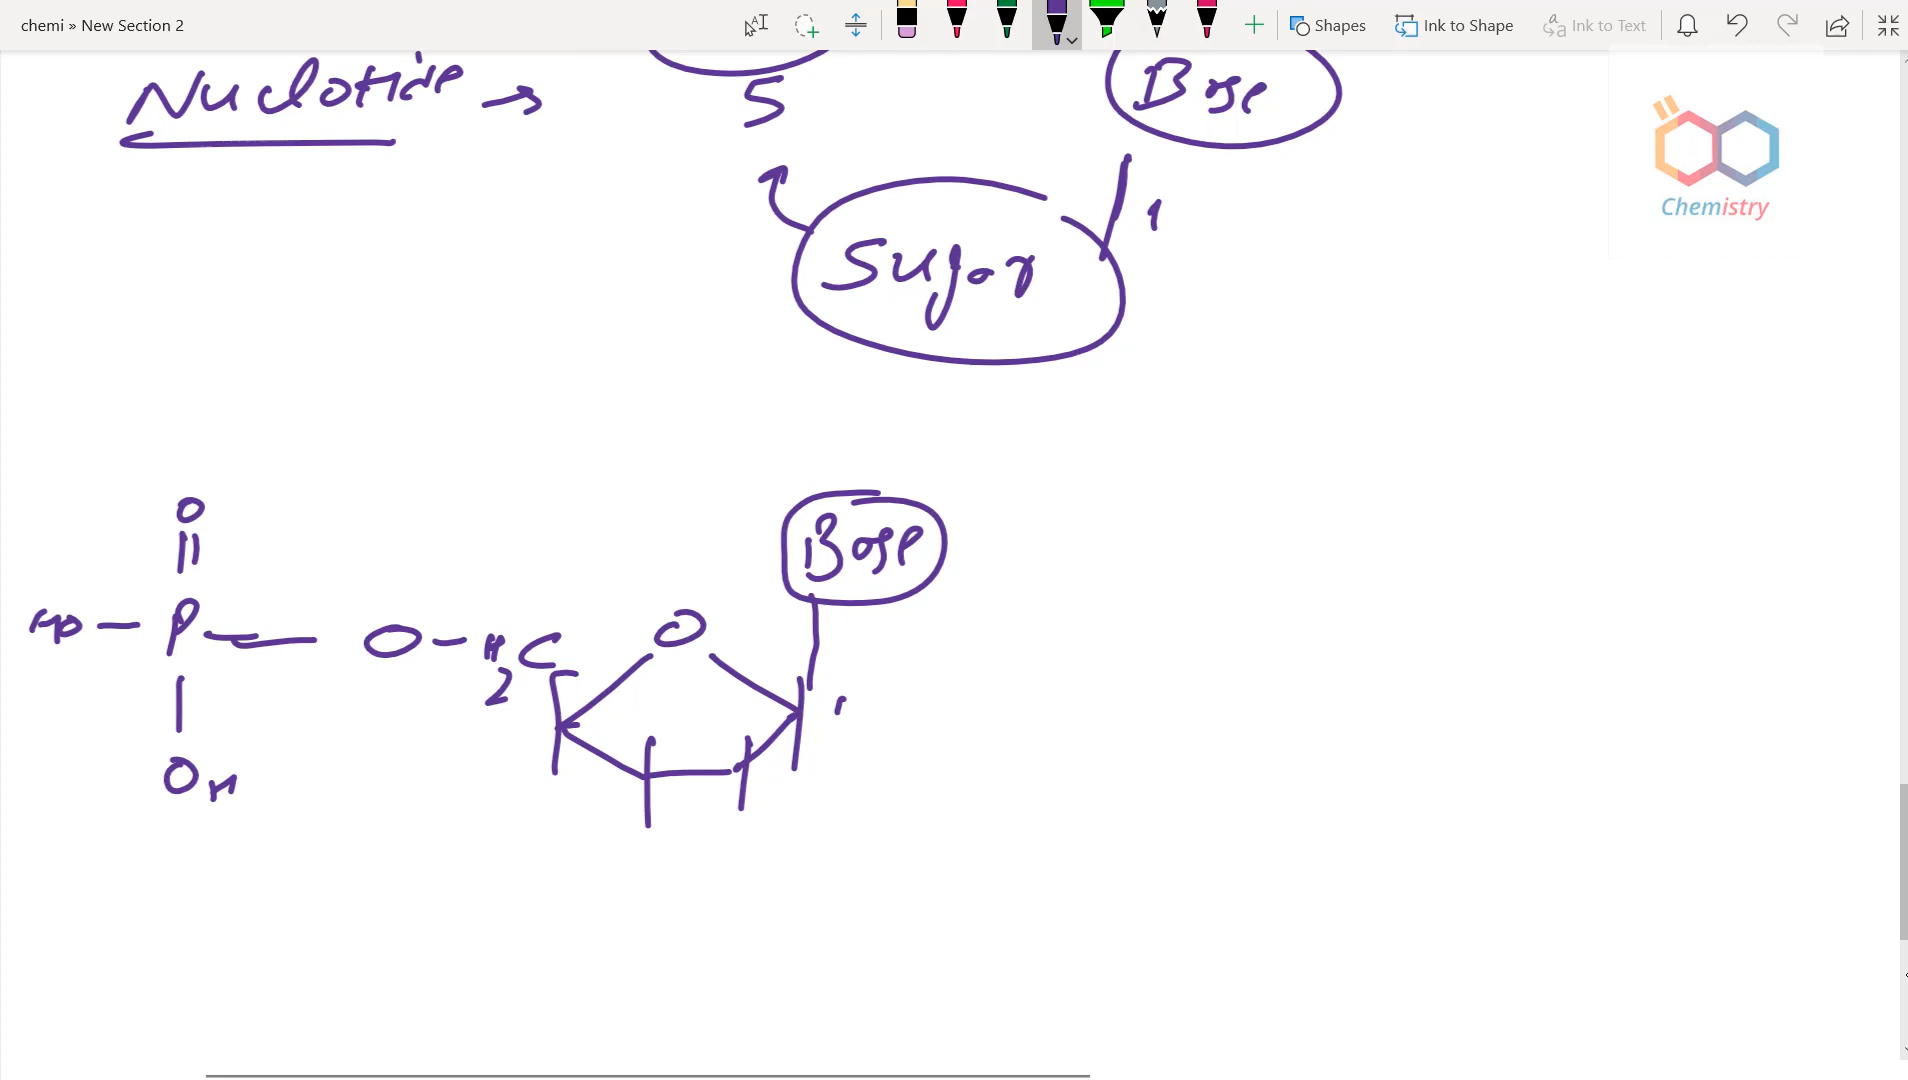 chemi » New Section 2
Shapes
Ink to Shape
Ink to Text
Nuclotide →
5
Base
Chemistry
1
Sugar
O
Base
HO — P — O — H2C
O
1
OH